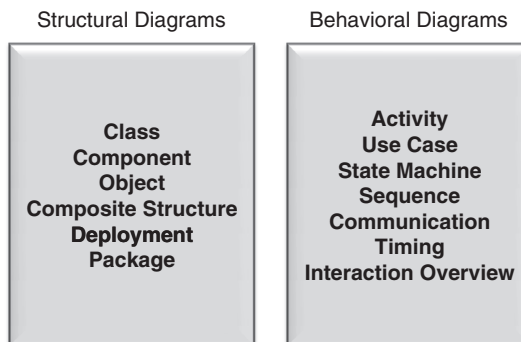 Structural Diagrams
Class
Component
Object
Composite Structure
Deployment
Package
Behavioral Diagrams
Activity
Use Case
State Machine
Sequence
Communication
Timing
Interaction Overview